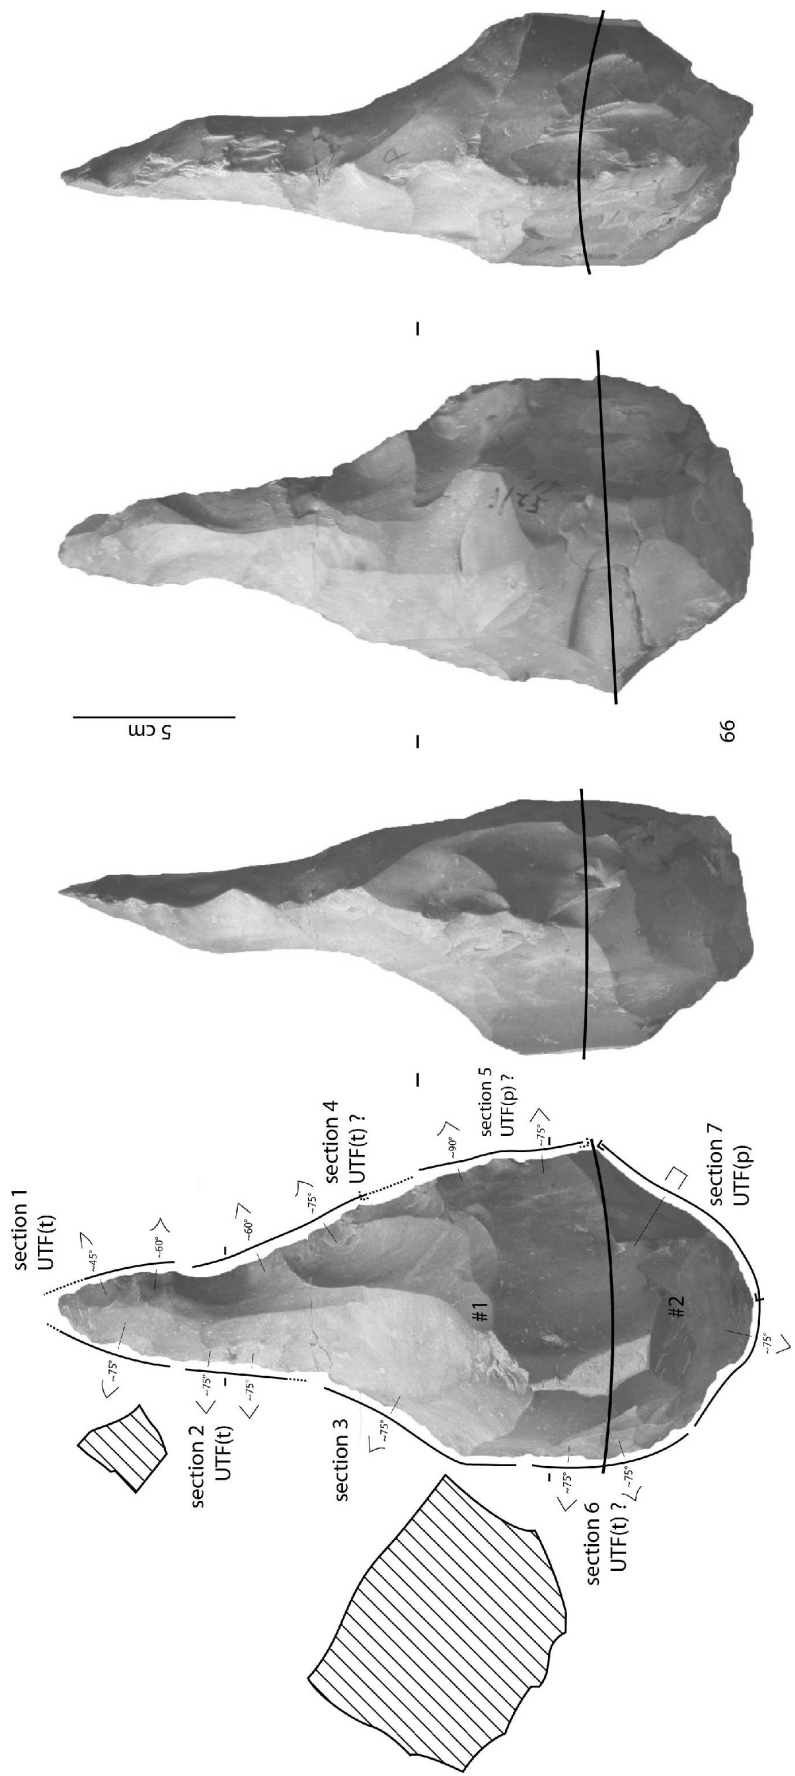 section 1
UTF(t)
~45°
~60°
~75°
section 2
UTF(t)
~75°
~75°
~60°
section 4
UTF(t) ?
~75°
section 3
~75°
#1
section 5
UTF(p) ?
~90°
~75°
section 6
UTF(t) ?
~75°
~75°
#2
section 7
UTF(p)
~75°
5 cm
66